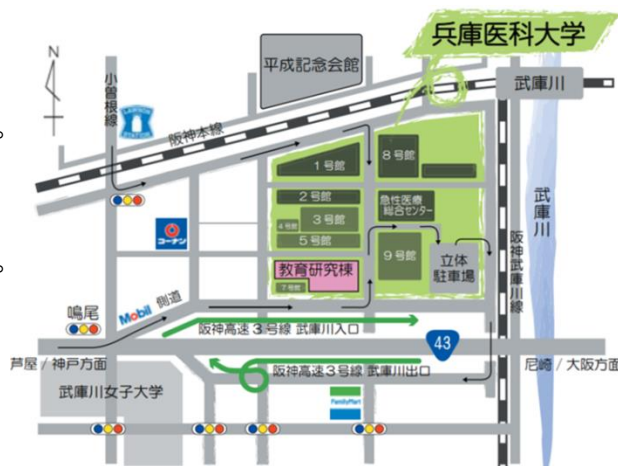 兵庫医科大学
平成記念会館
N
小曽根線
LAWSON
STATION
阪神本線
武庫川
1号館
8号館
2号館
4号館
3号館
急性医療
総合センター
5号館
9号館
立体
駐車場
教育研究棟
7号館
コーナン
武庫川
阪神武庫川線
鳴尾
Mobil
側道
阪神高速3号線 武庫川入口
43
芦屋/神戸方面
尼崎/大阪方面
阪神高速3号線 武庫川出口
武庫川女子大学
FamilyMart
。
。